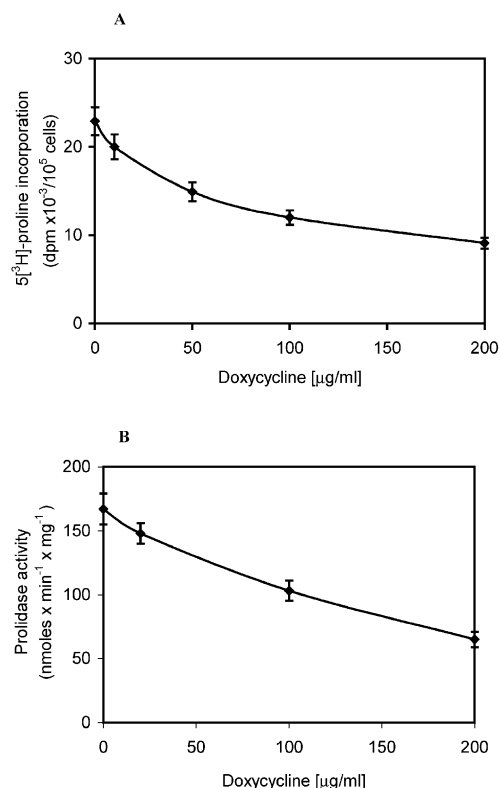 A
5[³H]-proline incorporation
(dpm x10⁻³/10⁵ cells)
30
20
10
0
0 50 100 150 200
Doxycycline [µg/ml]
B
Prolidase activity
(nmoles x min⁻¹ x mg⁻¹)
200
150
100
50
0
0 50 100 150 200
Doxycycline [µg/ml]